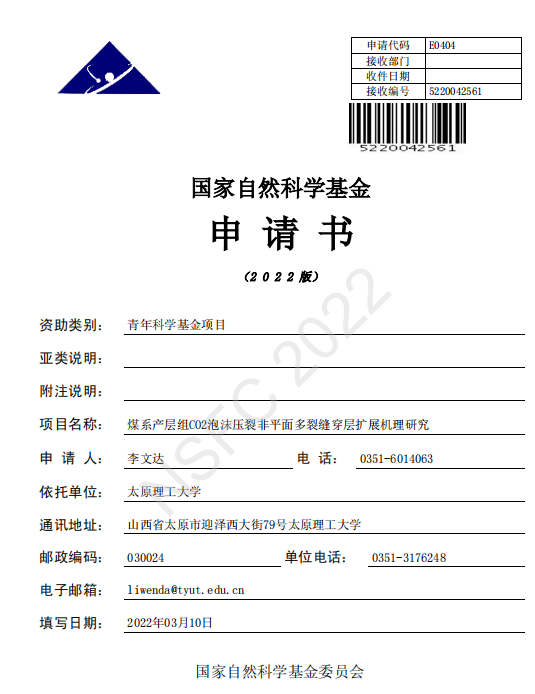 申请代码 E0404
接收部门
收件日期
接收编号 5220042561
5220042561
国家自然科学基金
申 请 书
（2022版）
资助类别： 青年科学基金项目
亚类说明：
附注说明：
项目名称： 煤系产层组CO2泡沫压裂非平面多裂缝穿层扩展机理研究
申 请 人： 李文达 电 话： 0351-6014063
依托单位： 太原理工大学
通讯地址： 山西省太原市迎泽西大街79号太原理工大学
邮政编码： 030024 单位电话： 0351-3176248
电子邮箱： liwenda@tyut.edu.cn
填写日期： 2022年03月10日
国家自然科学基金委员会
NSFC 2022